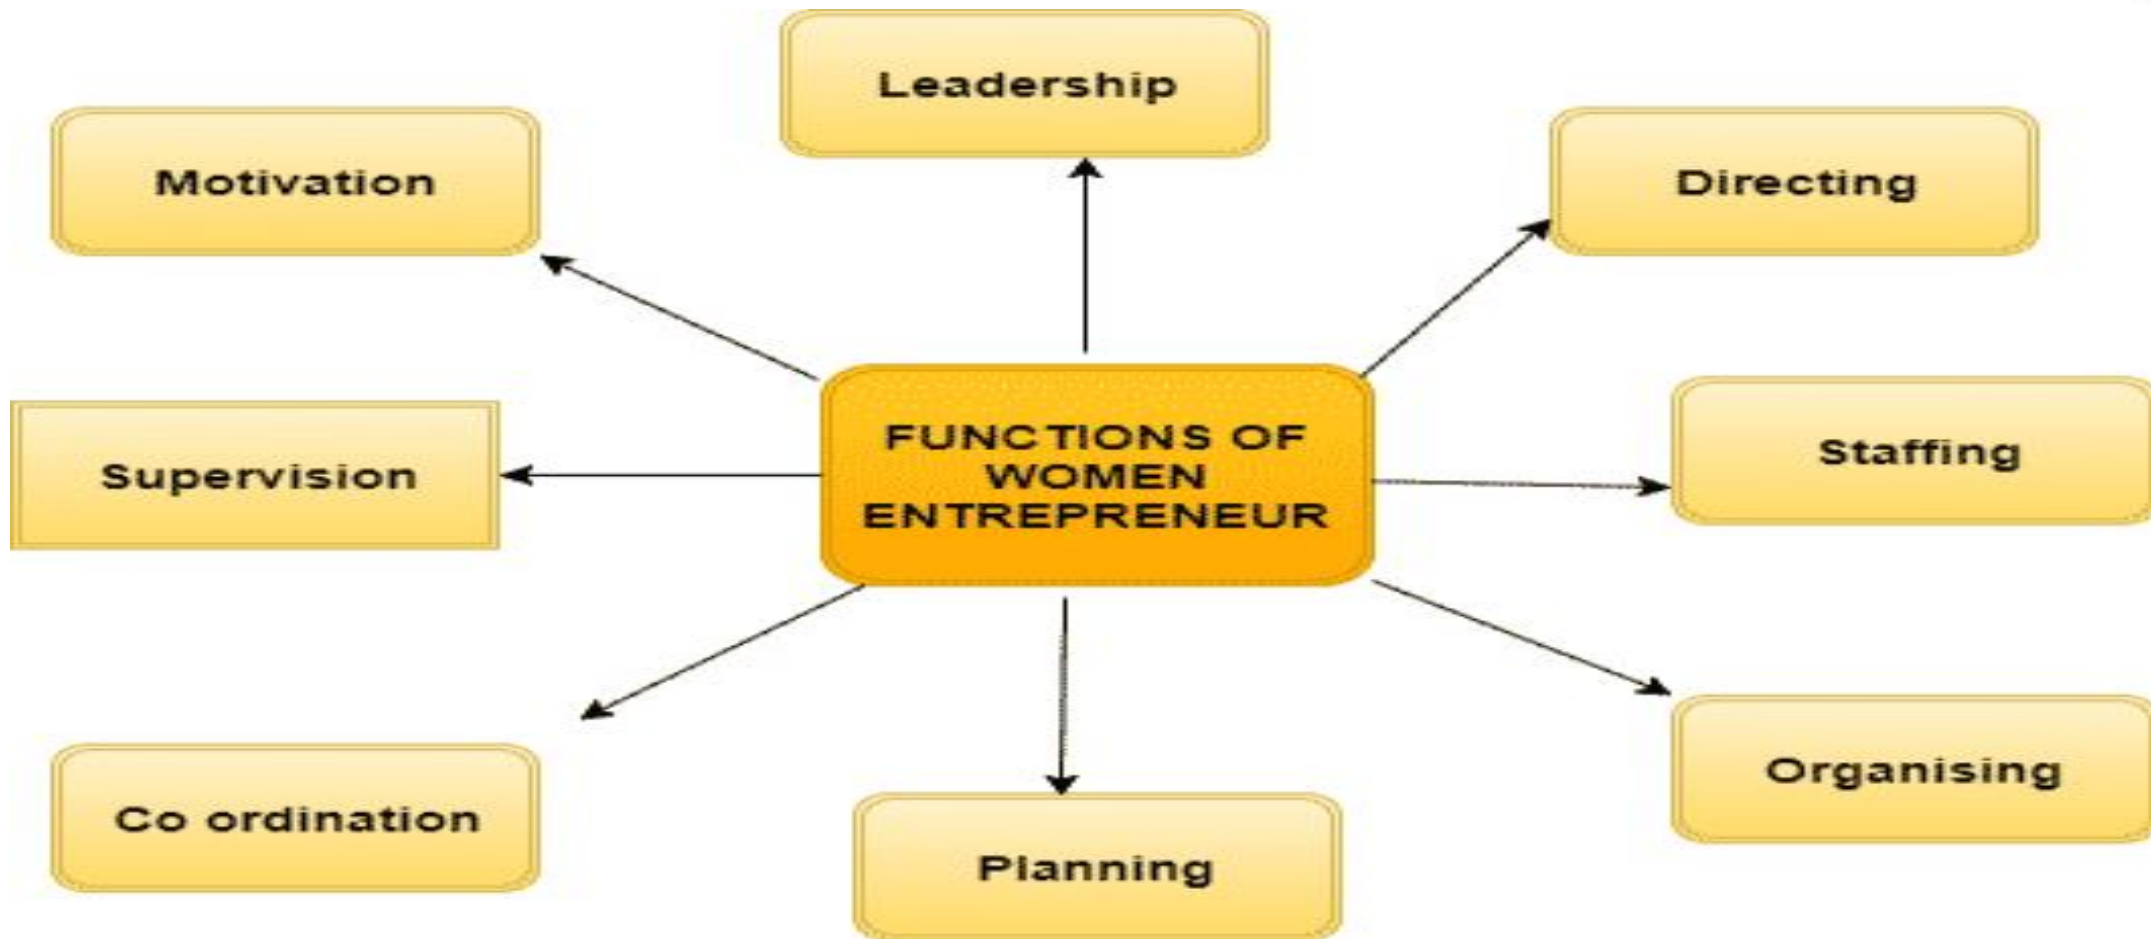 Leadership
Motivation
Directing
FUNCTIONS OF
WOMEN
ENTREPRENEUR
Staffing
Supervision
Organising
Co ordination
Planning